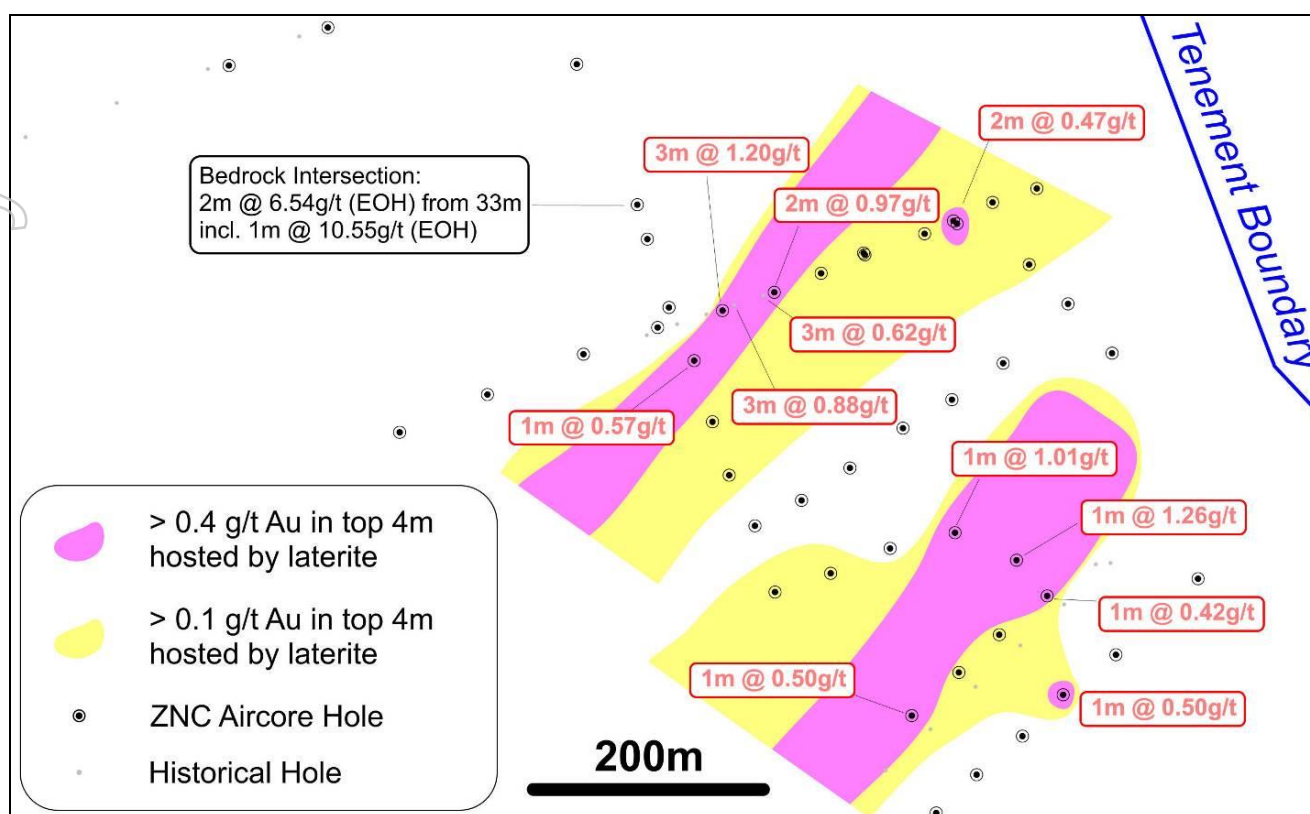 Tenement Boundary
2m @ 0.47g/t
3m @ 1.20g/t
Bedrock Intersection:
2m @ 6.54g/t (EOH) from 33m
incl. 1m @ 10.55g/t (EOH)
2m @ 0.97g/t
3m @ 0.62g/t
3m @ 0.88g/t
1m @ 0.57g/t
1m @ 1.01g/t
1m @ 1.26g/t
1m @ 0.42g/t
1m @ 0.50g/t
1m @ 0.50g/t
> 0.4 g/t Au in top 4m
hosted by laterite
> 0.1 g/t Au in top 4m
hosted by laterite
ZNC Aircore Hole
Historical Hole
200m